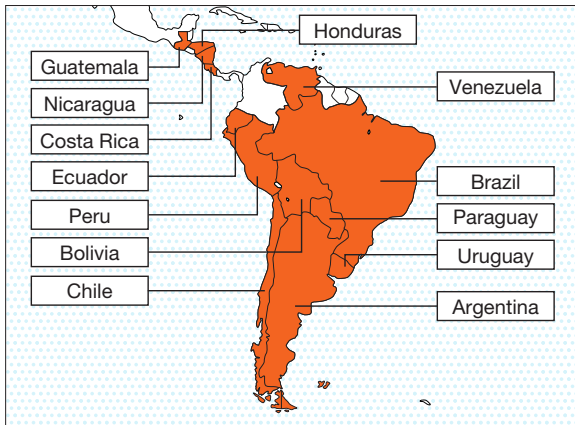 Honduras
Guatemala
Nicaragua
Costa Rica
Ecuador
Peru
Bolivia
Chile
Venezuela
Brazil
Paraguay
Uruguay
Argentina